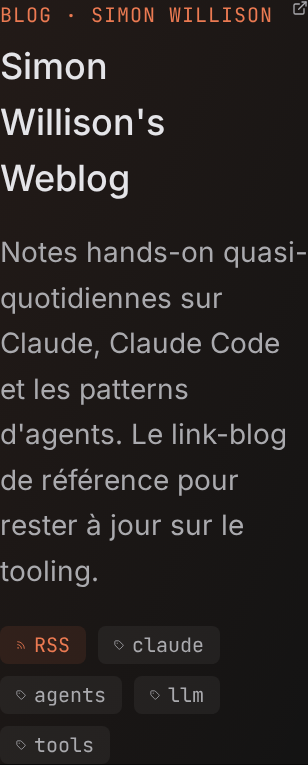 BLOG · SIMON WILLISON
Simon
Willison's
Weblog
Notes hands-on quasi-
quotidiennes sur
Claude, Claude Code
et les patterns
d'agents. Le link-blog
de référence pour
rester à jour sur le
tooling.
RSS claude
agents llm
tools